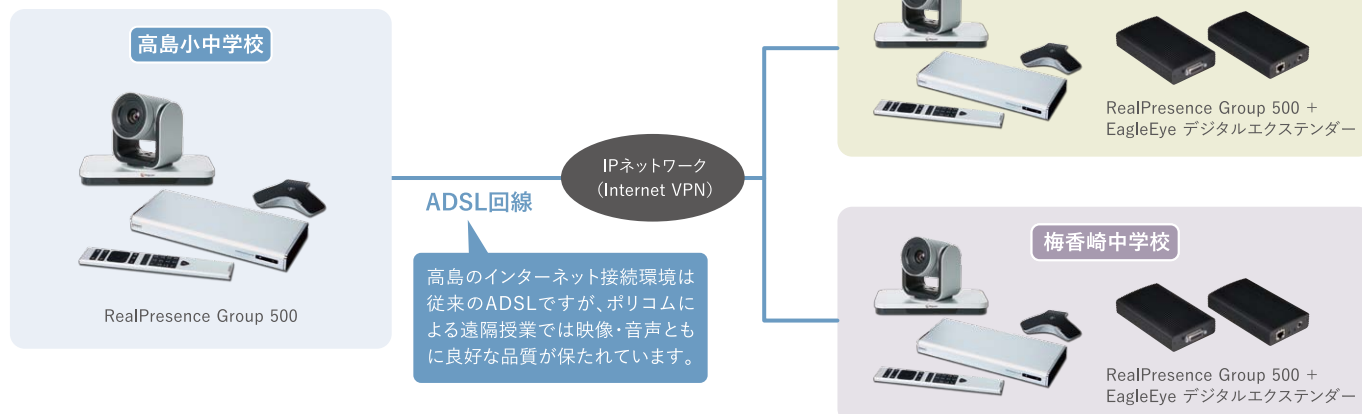 高島小中学校
RealPresence Group 500
ADSL回線
高島のインターネット接続環境は
従来のADSLですが、ポリコムに
よる遠隔授業では映像・音声とも
に良好な品質が保たれています。
IPネットワーク
（Internet VPN）
RealPresence Group 500 +
EagleEye デジタルエクステンダー
梅香崎中学校
RealPresence Group 500 +
EagleEye デジタルエクステンダー